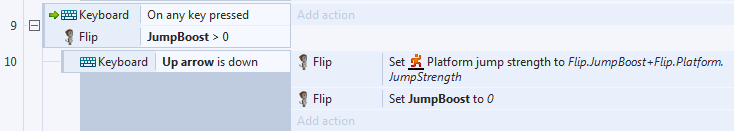 9
Keyboard On any key pressed Add action
Flip JumpBoost > 0
10
Keyboard Up arrow is down
Flip Set Platform jump strength to Flip.JumpBoost+Flip.Platform.
JumpStrength
Flip Set JumpBoost to 0
Add action